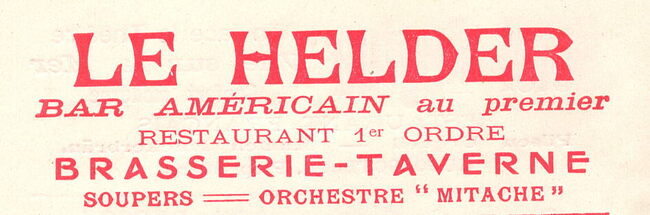 LE HELDER
BAR AMÉRICAIN au premier
RESTAURANT 1er ORDRE
BRASSERIE-TAVERNE
SOUPERS == ORCHESTRE "MITACHE"